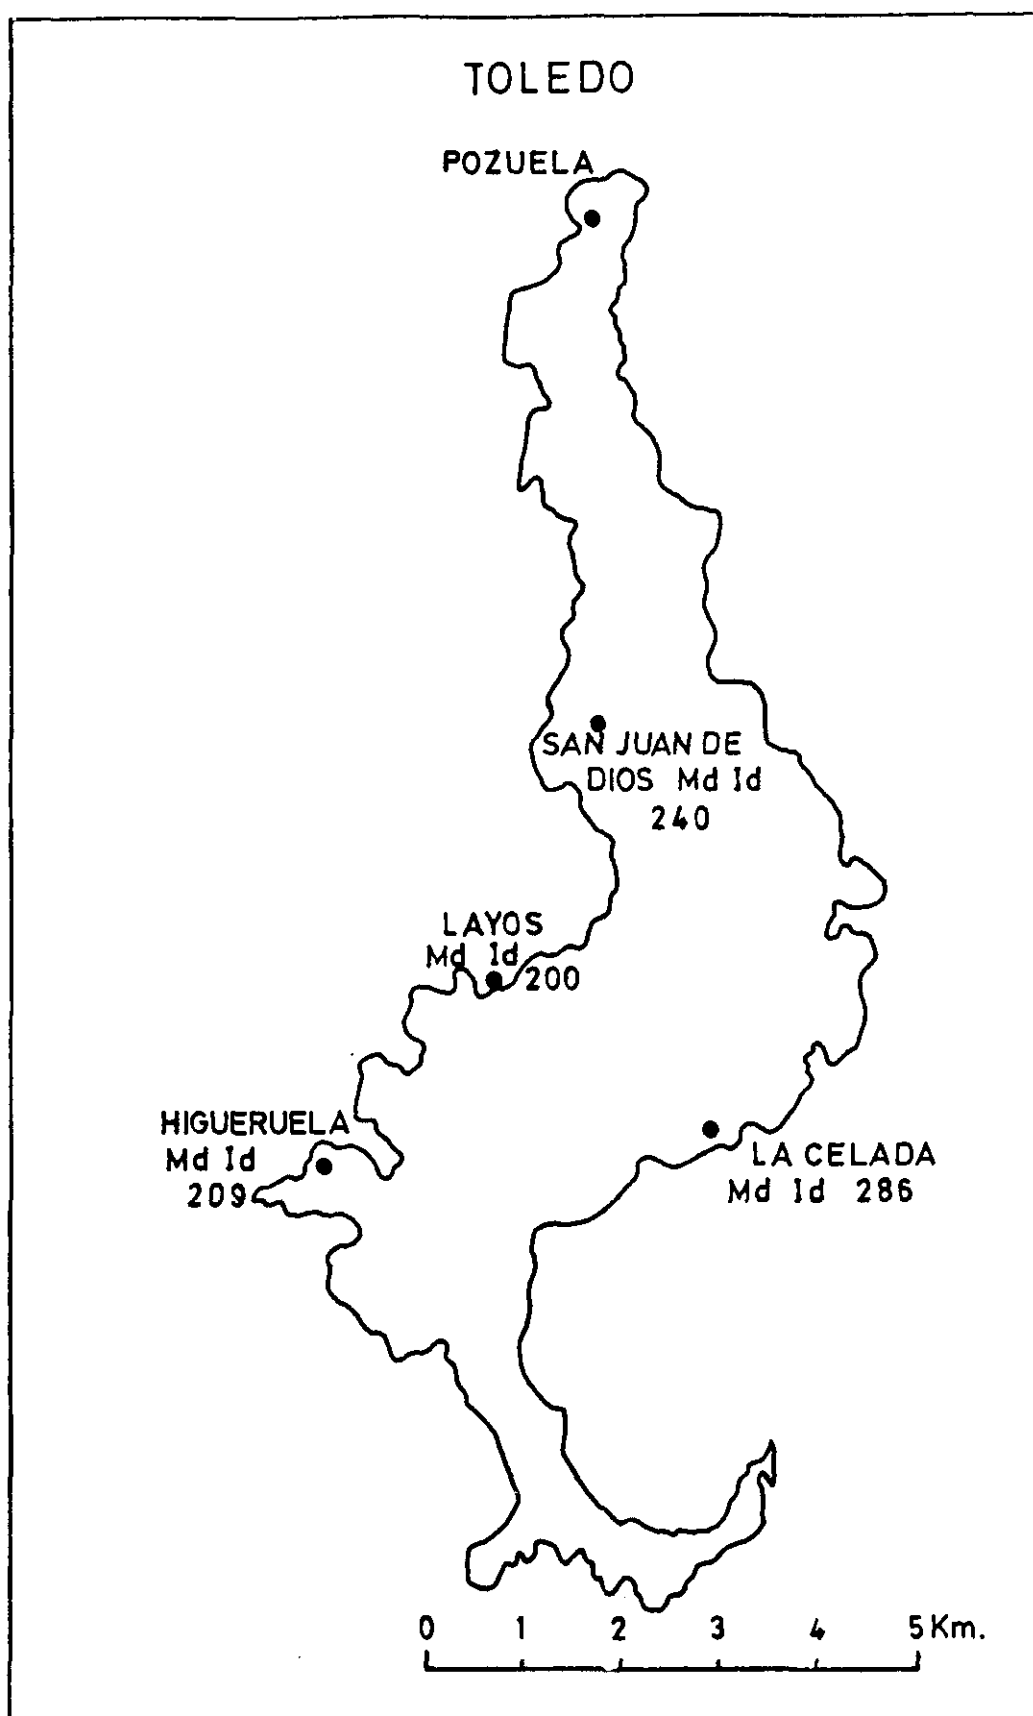 TOLEDO
POZUELA
SAN JUAN DE
DIOS Md Id
240
LAYOS
Md Id
200
HIGUERUELA
Md Id
209
LA CELADA
Md Id 286
0 1 2 3 4 5 Km.